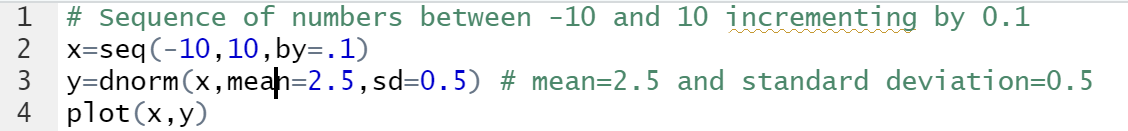 1 # Sequence of numbers between -10 and 10 incrementing by 0.1
2 x=seq(-10,10,by=.1)
3 y=dnorm(x,mean=2.5,sd=0.5) # mean=2.5 and standard deviation=0.5
4 plot(x,y)